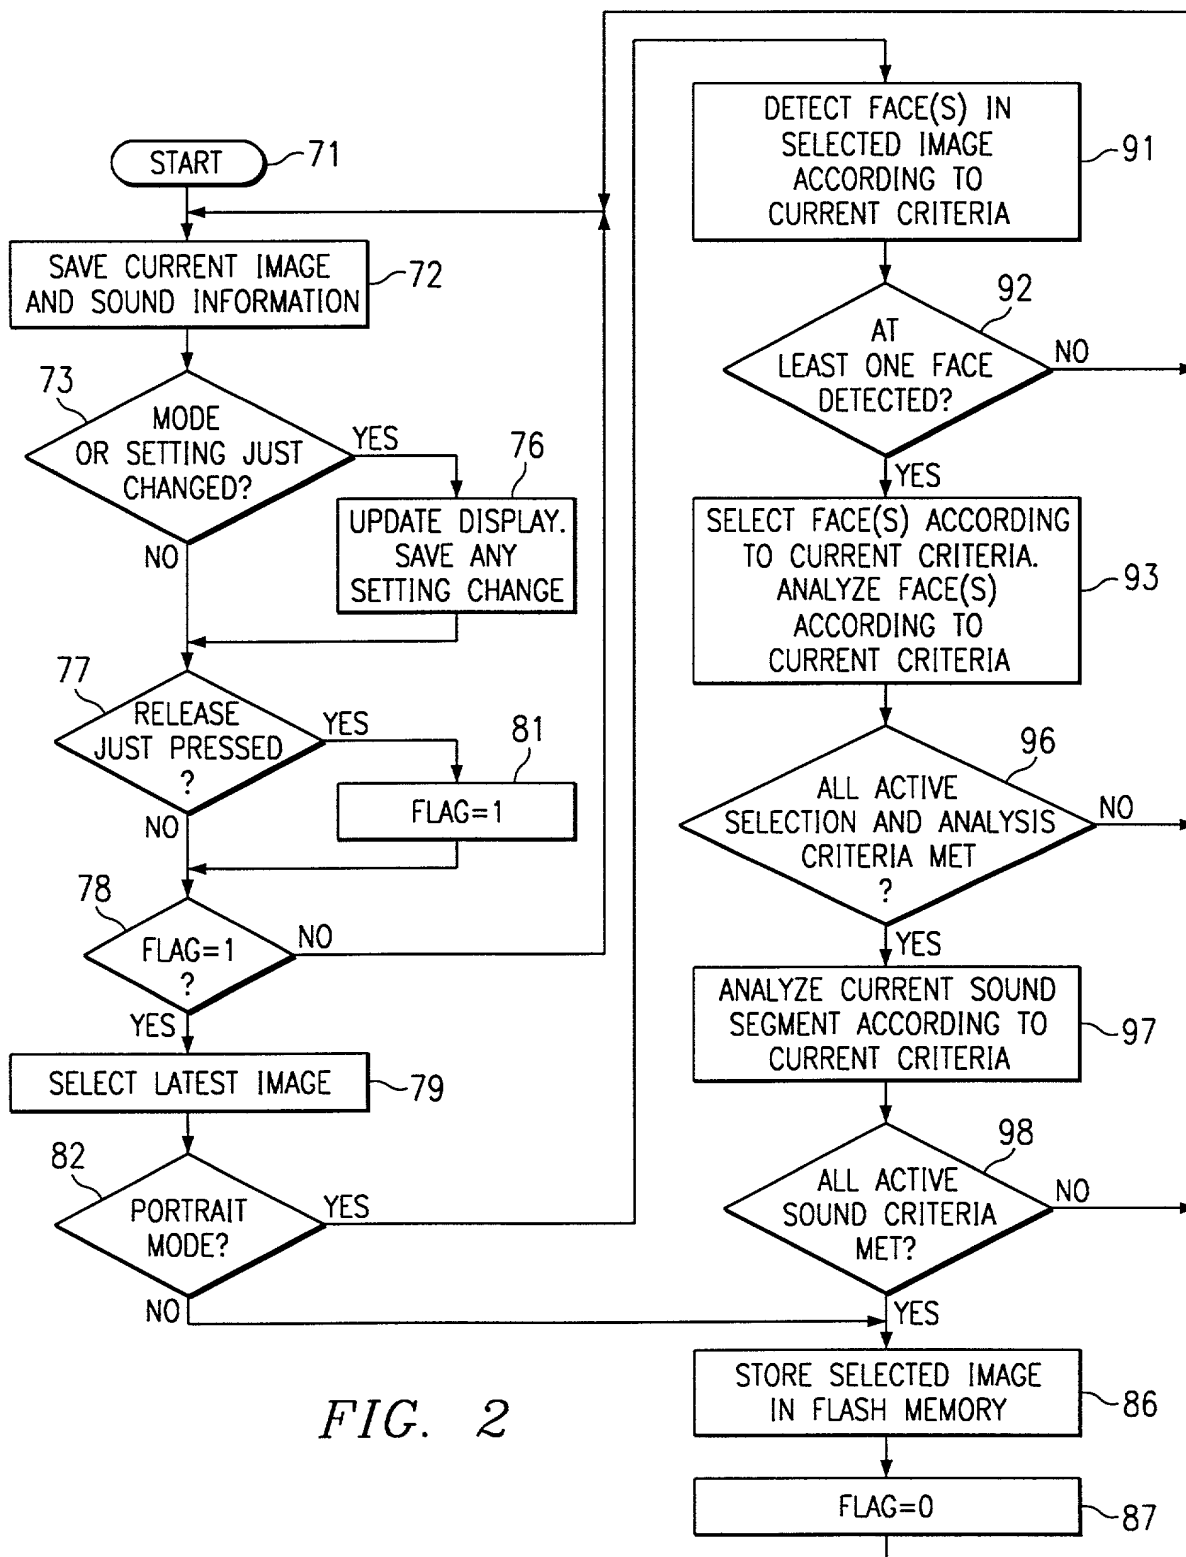 START
71
SAVE CURRENT IMAGE
AND SOUND INFORMATION
72
73
MODE
OR SETTING JUST
CHANGED?
YES
NO
76
UPDATE DISPLAY.
SAVE ANY
SETTING CHANGE
77
RELEASE
JUST PRESSED
?
YES
NO
81
FLAG=1
78
FLAG=1
?
NO
YES
SELECT LATEST IMAGE
79
82
PORTRAIT
MODE?
YES
NO
DETECT FACE(S) IN
SELECTED IMAGE
ACCORDING TO
CURRENT CRITERIA
91
92
AT
LEAST ONE FACE
DETECTED?
NO
YES
SELECT FACE(S) ACCORDING
TO CURRENT CRITERIA.
ANALYZE FACE(S)
ACCORDING TO
CURRENT CRITERIA
93
96
ALL ACTIVE
SELECTION AND ANALYSIS
CRITERIA MET
?
NO
YES
ANALYZE CURRENT SOUND
SEGMENT ACCORDING TO
CURRENT CRITERIA
97
98
ALL ACTIVE
SOUND CRITERIA
MET?
NO
YES
STORE SELECTED IMAGE
IN FLASH MEMORY
86
FLAG=0
87
FIG. 2